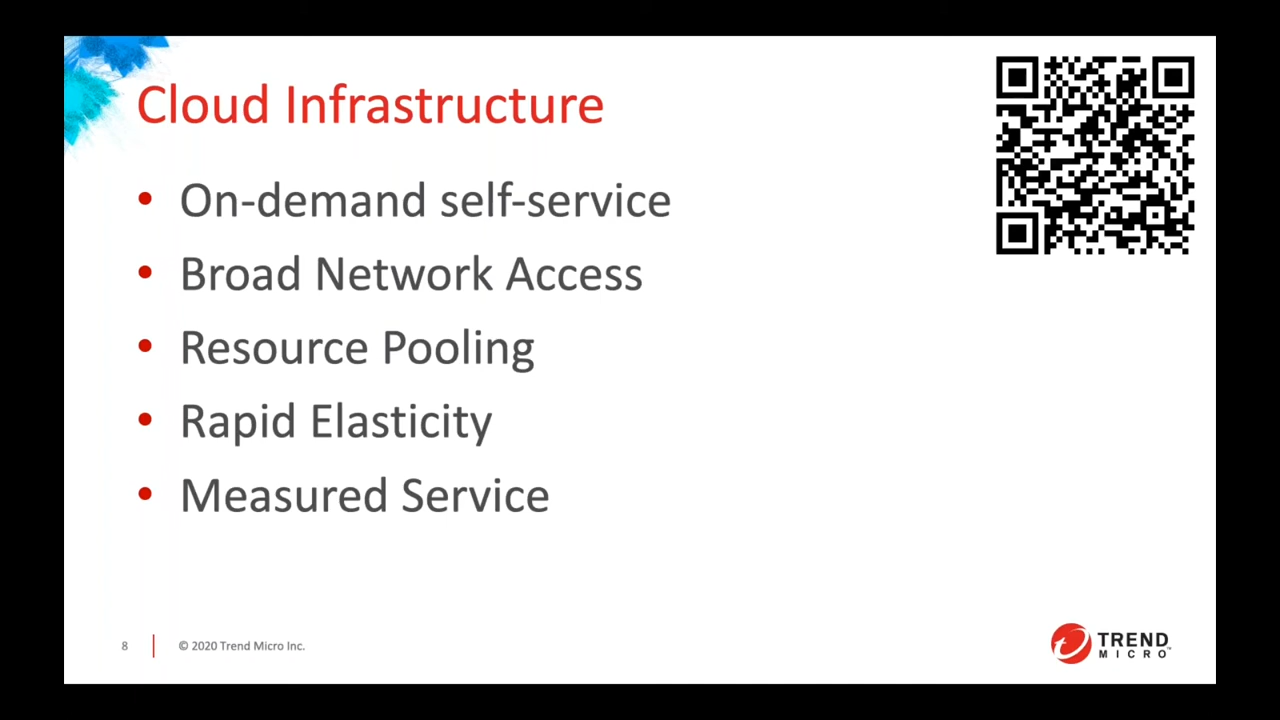 Cloud Infrastructure
• On-demand self-service
• Broad Network Access
• Resource Pooling
• Rapid Elasticity
• Measured Service
8
© 2020 Trend Micro Inc.
TREND
MICRO™